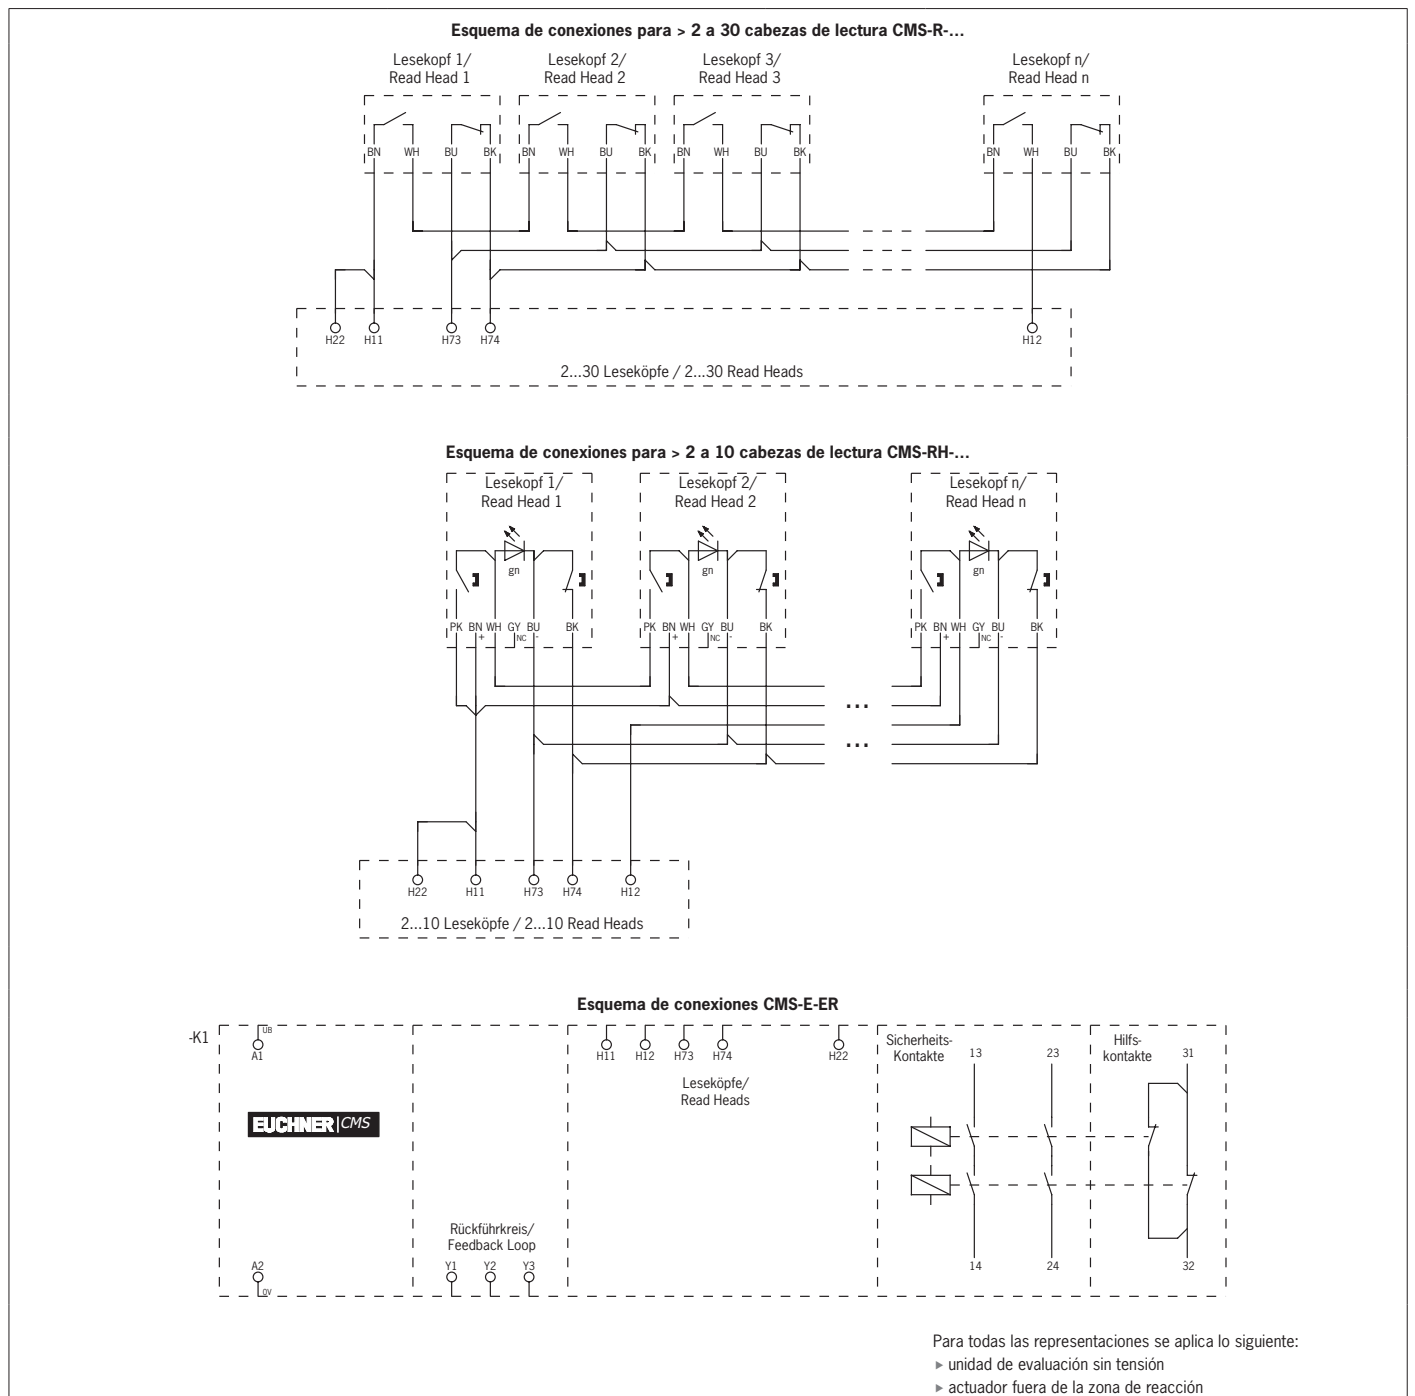 Esquema de conexiones para > 2 a 30 cabezas de lectura CMS-R-...
Lesekopf 1/ Lesekopf 2/ Lesekopf 3/ Lesekopf n/
Read Head 1 Read Head 2 Read Head 3 Read Head n
BN WH BU BK BN WH BU BK BN WH BU BK BN WH BU BK
H22 H11 H73 H74 H12
2...30 Leseköpfe / 2...30 Read Heads
Esquema de conexiones para > 2 a 10 cabezas de lectura CMS-RH-...
Lesekopf 1/ Lesekopf 2/ Lesekopf n/
Read Head 1 Read Head 2 Read Head n
gn gn gn
PK BN WH GY BU BK PK BN WH GY BU BK PK BN WH GY BU BK
+ NC - + NC - + NC -
... 
...
H22 H11 H73 H74 H12
2...10 Leseköpfe / 2...10 Read Heads
Esquema de conexiones CMS-E-ER
-K1
UB
A1
H11 H12 H73 H74 H22
Leseköpfe/
Read Heads
Sicherheits-
Kontakte
13 23
Hilfs-
kontakte
31
EUCHNER|CMS
Rückführkreis/
Feedback Loop
A2
0V
Y1 Y2 Y3
14 24 32
Para todas las representaciones se aplica lo siguiente:
▶ unidad de evaluación sin tensión
▶ actuador fuera de la zona de reacción